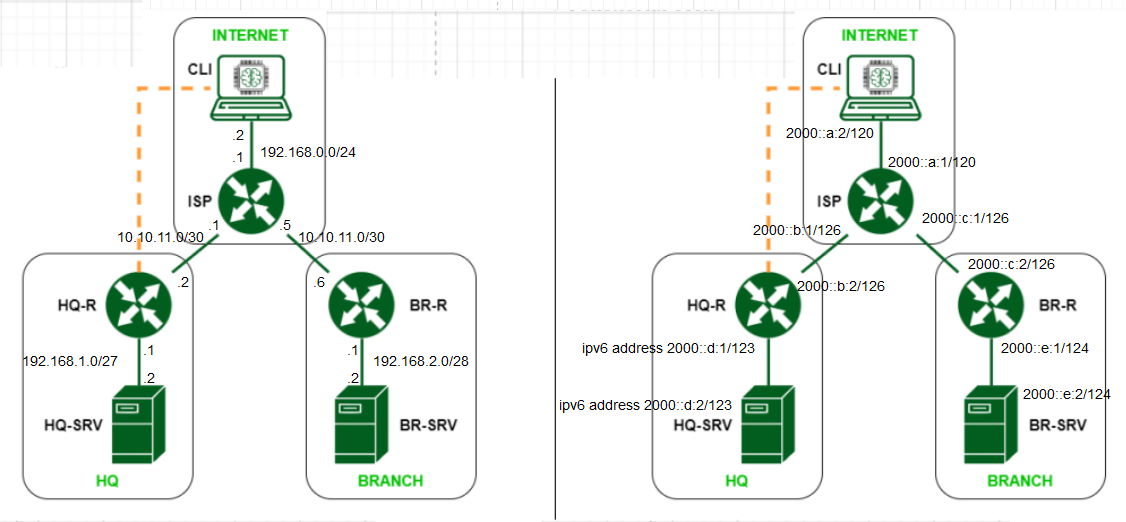 INTERNET
CLI
.2
.1
192.168.0.0/24
ISP
.1
.5
10.10.11.0/30
10.10.11.0/30
.2
.6
HQ-R
BR-R
192.168.1.0/27
.1
.1
192.168.2.0/28
.2
.2
HQ-SRV
BR-SRV
HQ
BRANCH
INTERNET
CLI
2000::a:2/120
2000::a:1/120
ISP
2000::c:1/126
2000::b:1/126
2000::c:2/126
2000::b:2/126
HQ-R
BR-R
ipv6 address 2000::d:1/123
2000::e:1/124
2000::e:2/124
ipv6 address 2000::d:2/123
HQ-SRV
BR-SRV
HQ
BRANCH